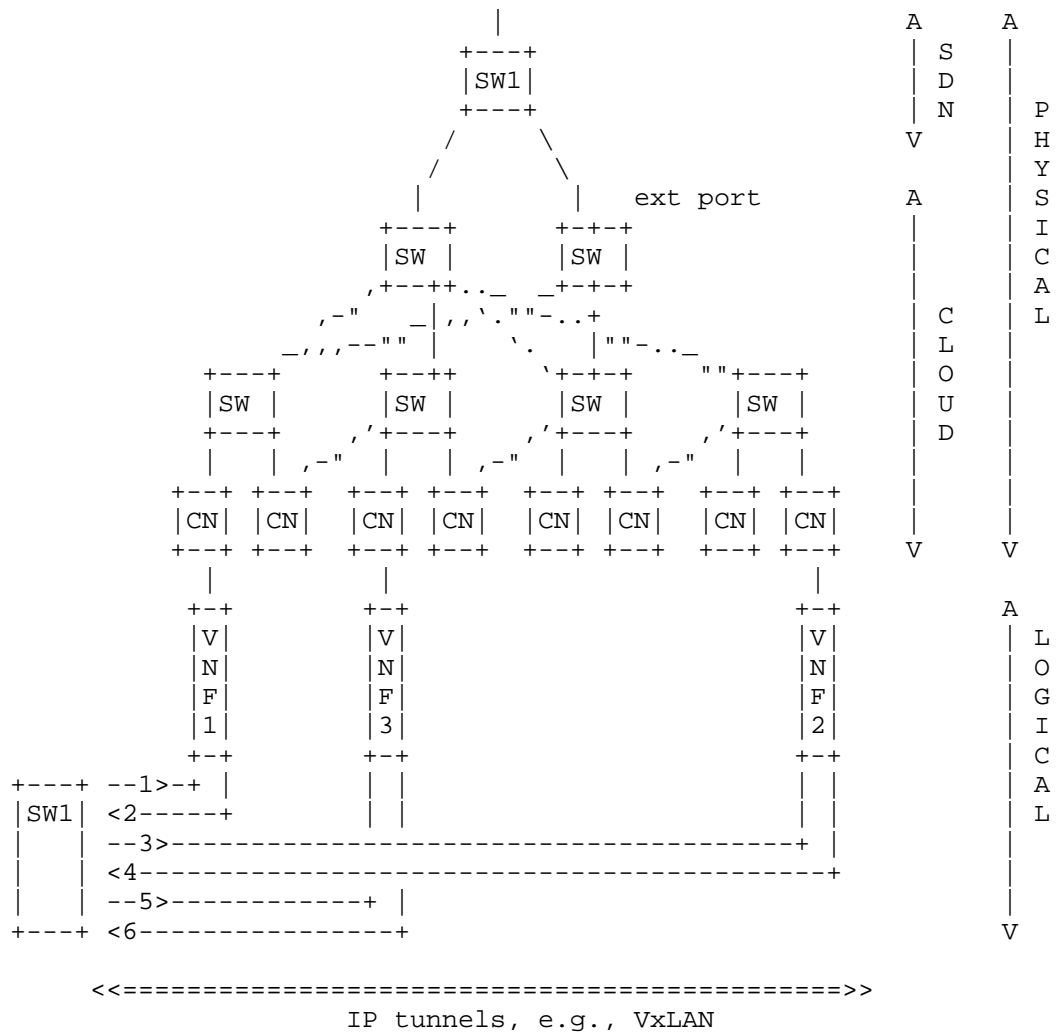 SW1
ext port
SW SW
SW SW SW SW
CN CN CN CN CN CN CN CN
SDN
CLOUD
PHYSICAL
VNF1 VNF3 VNF2
LOGICAL
SW1
--1>-+
<2-----+
--3>---------------------------------------+
<4-------------------------------------------+
--5>------------+
<6----------------+
<<==============================================>>
IP tunnels, e.g., VxLAN